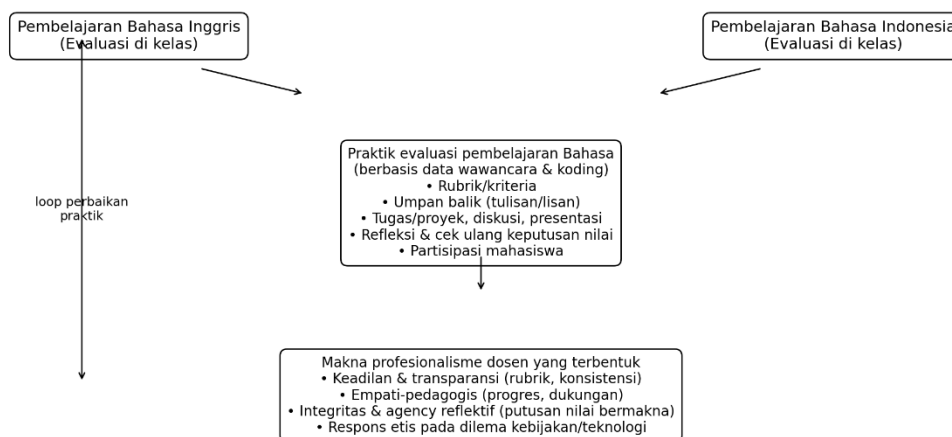 Pembelajaran Bahasa Inggris
(Evaluasi di kelas)
Pembelajaran Bahasa Indonesia
(Evaluasi di kelas)
Praktik evaluasi pembelajaran Bahasa
(berbasis data wawancara & koding)
• Rubrik/kriteria
• Umpan balik (tulisan/lisan)
• Tugas/proyek, diskusi, presentasi
• Refleksi & cek ulang keputusan nilai
• Partisipasi mahasiswa
loop perbaikan
praktik
Makna profesionalisme dosen yang terbentuk
• Keadilan & transparansi (rubrik, konsistensi)
• Empati-pedagogis (progres, dukungan)
• Integritas & agency reflektif (putusan nilai bermakna)
• Respons etis pada dilema kebijakan/teknologi